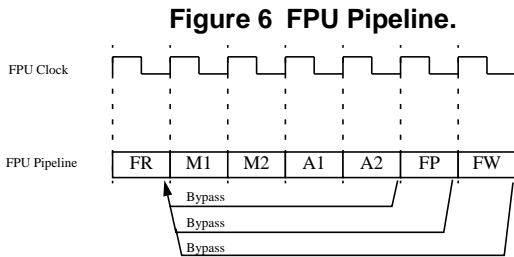 Figure 6 FPU Pipeline.
FPU Clock
FPU Pipeline FR M1 M2 A1 A2 FP FW
Bypass
Bypass
Bypass